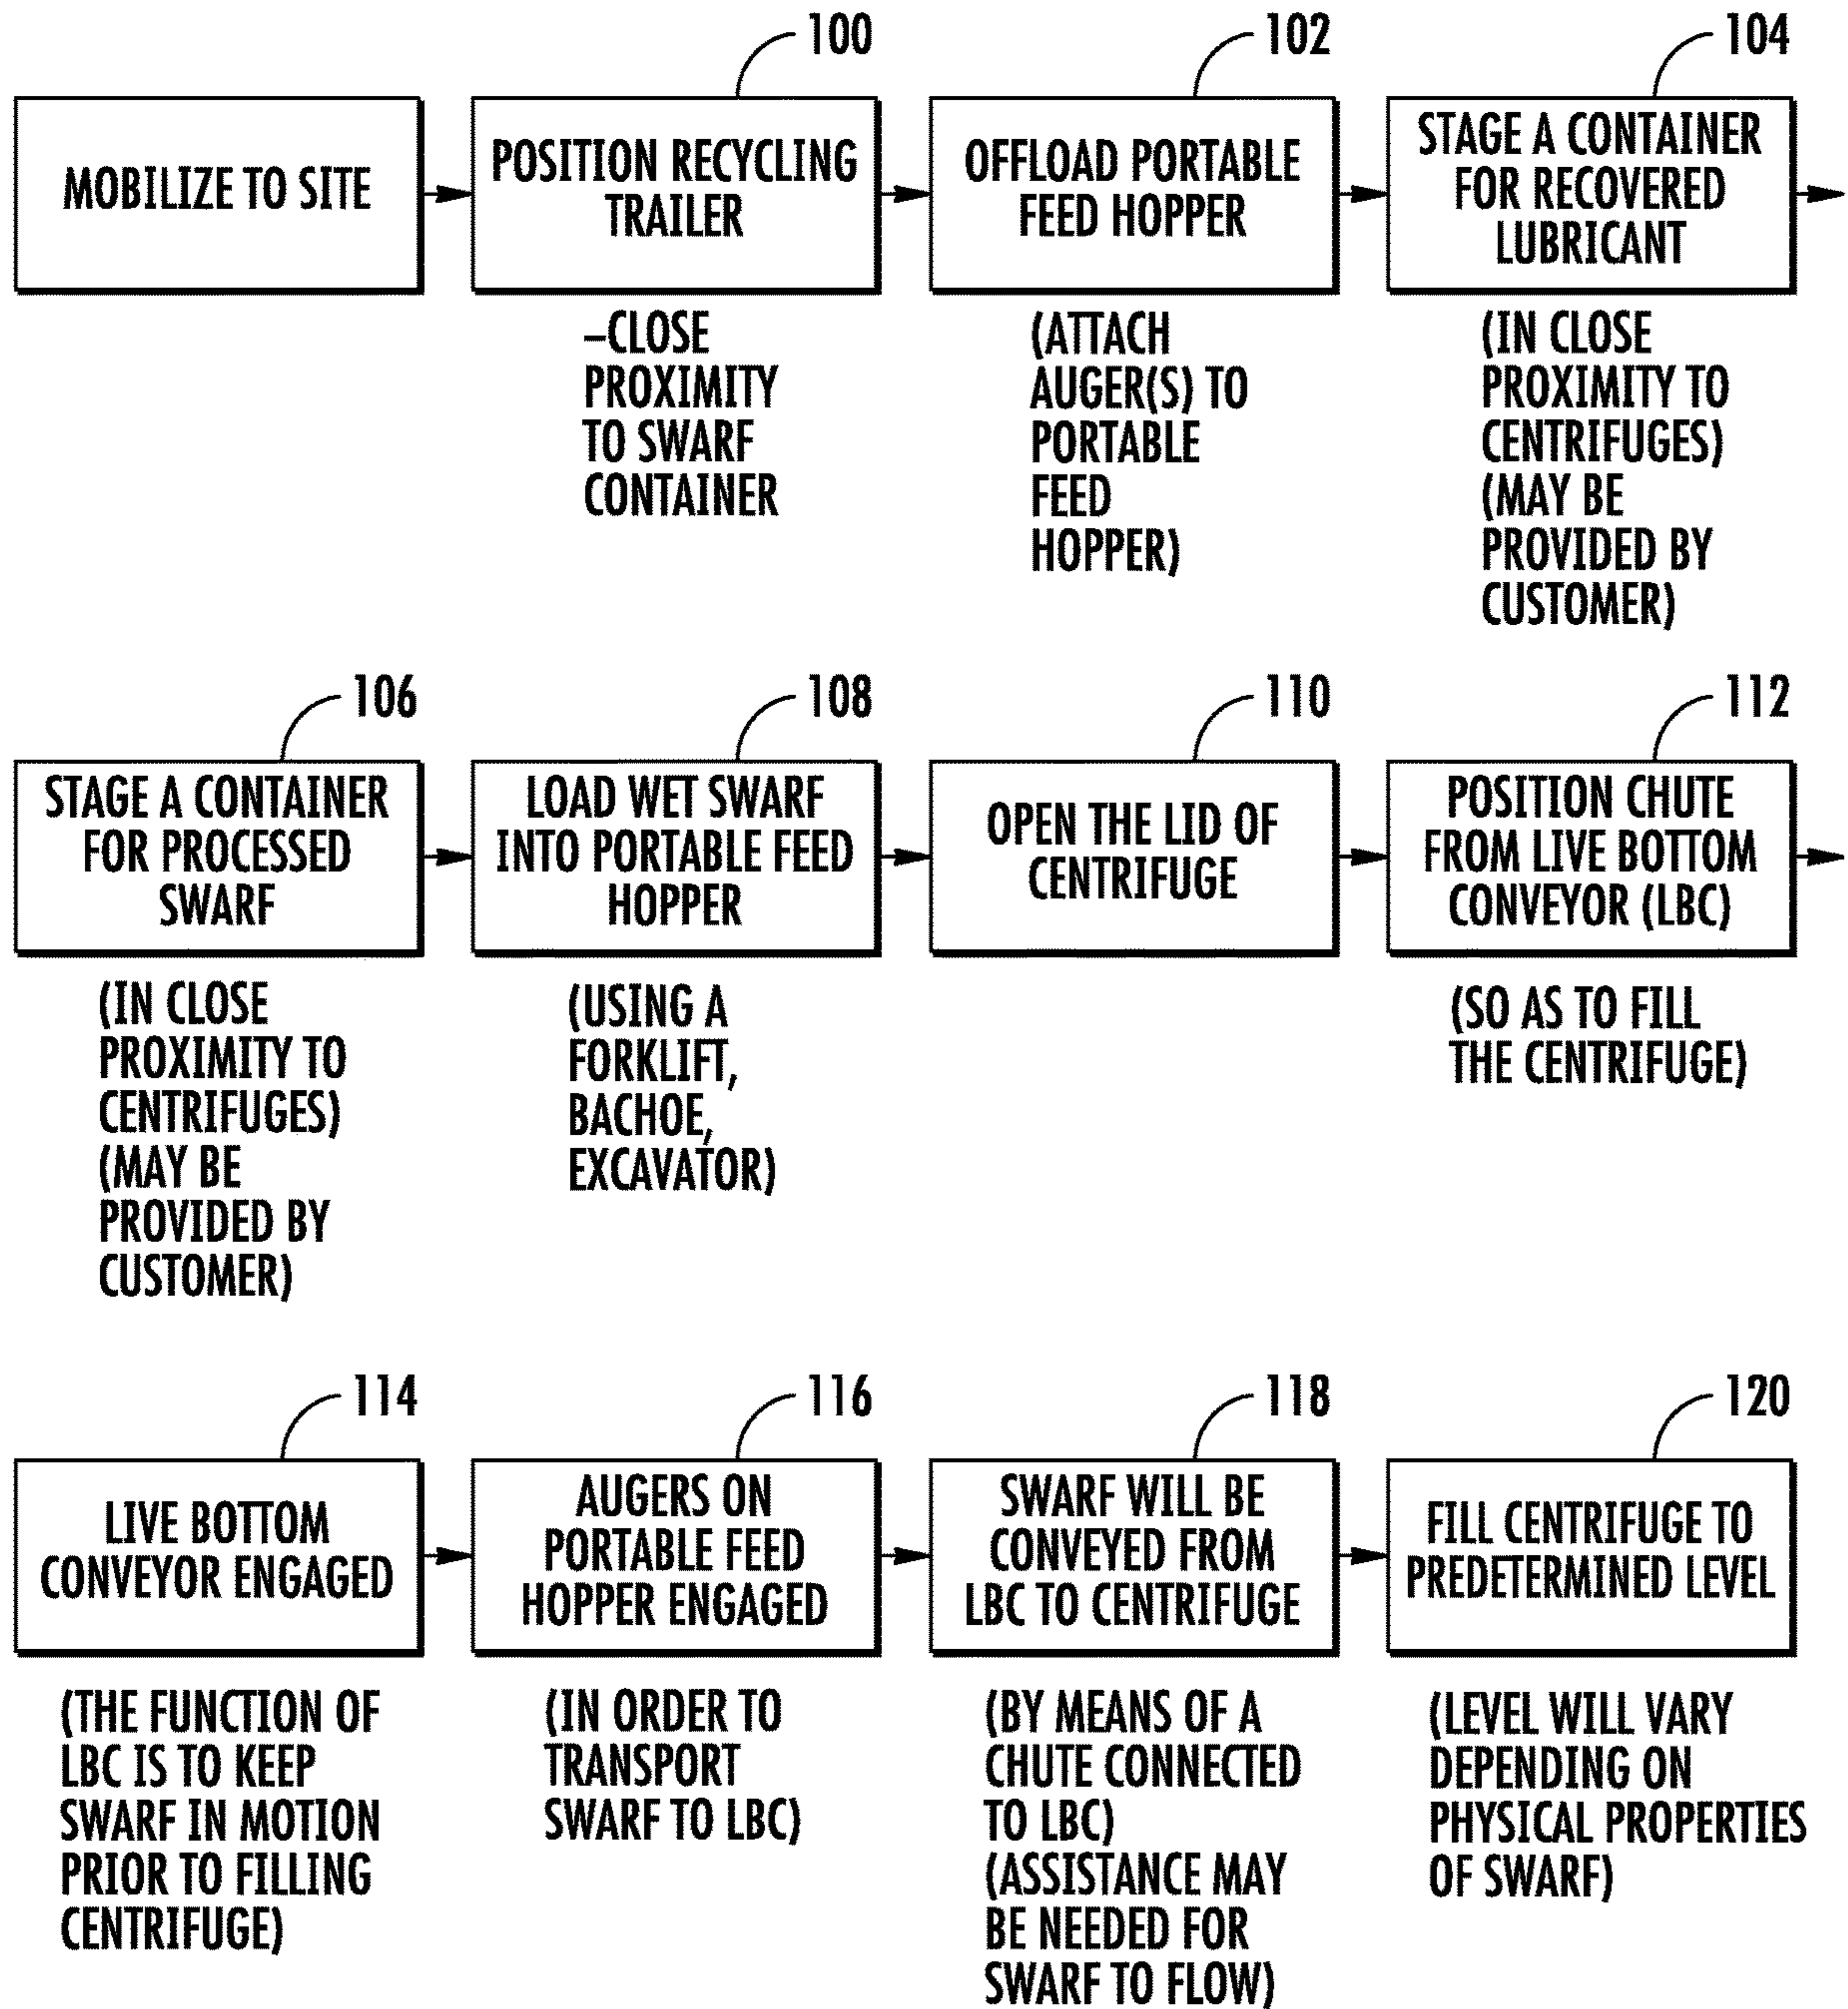 100
102
104
MOBILIZE TO SITE
POSITION RECYCLING
TRAILER
OFFLOAD PORTABLE
FEED HOPPER
STAGE A CONTAINER
FOR RECOVERED
LUBRICANT
–CLOSE
PROXIMITY
TO SWARF
CONTAINER
(ATTACH
AUGER(S) TO
PORTABLE
FEED
HOPPER)
(IN CLOSE
PROXIMITY TO
CENTRIFUGES)
(MAY BE
PROVIDED BY
CUSTOMER)
106
108
110
112
STAGE A CONTAINER
FOR PROCESSED
SWARF
LOAD WET SWARF
INTO PORTABLE FEED
HOPPER
OPEN THE LID OF
CENTRIFUGE
POSITION CHUTE
FROM LIVE BOTTOM
CONVEYOR (LBC)
(IN CLOSE
PROXIMITY TO
CENTRIFUGES)
(MAY BE
PROVIDED BY
CUSTOMER)
(USING A
FORKLIFT,
BACHOE,
EXCAVATOR)
(SO AS TO FILL
THE CENTRIFUGE)
114
116
118
120
LIVE BOTTOM
CONVEYOR ENGAGED
AUGERS ON
PORTABLE FEED
HOPPER ENGAGED
SWARF WILL BE
CONVEYED FROM
LBC TO CENTRIFUGE
FILL CENTRIFUGE TO
PREDETERMINED LEVEL
(THE FUNCTION OF
LBC IS TO KEEP
SWARF IN MOTION
PRIOR TO FILLING
CENTRIFUGE)
(IN ORDER TO
TRANSPORT
SWARF TO LBC)
(BY MEANS OF A
CHUTE CONNECTED
TO LBC)
(ASSISTANCE MAY
BE NEEDED FOR
SWARF TO FLOW)
(LEVEL WILL VARY
DEPENDING ON
PHYSICAL PROPERTIES
OF SWARF)